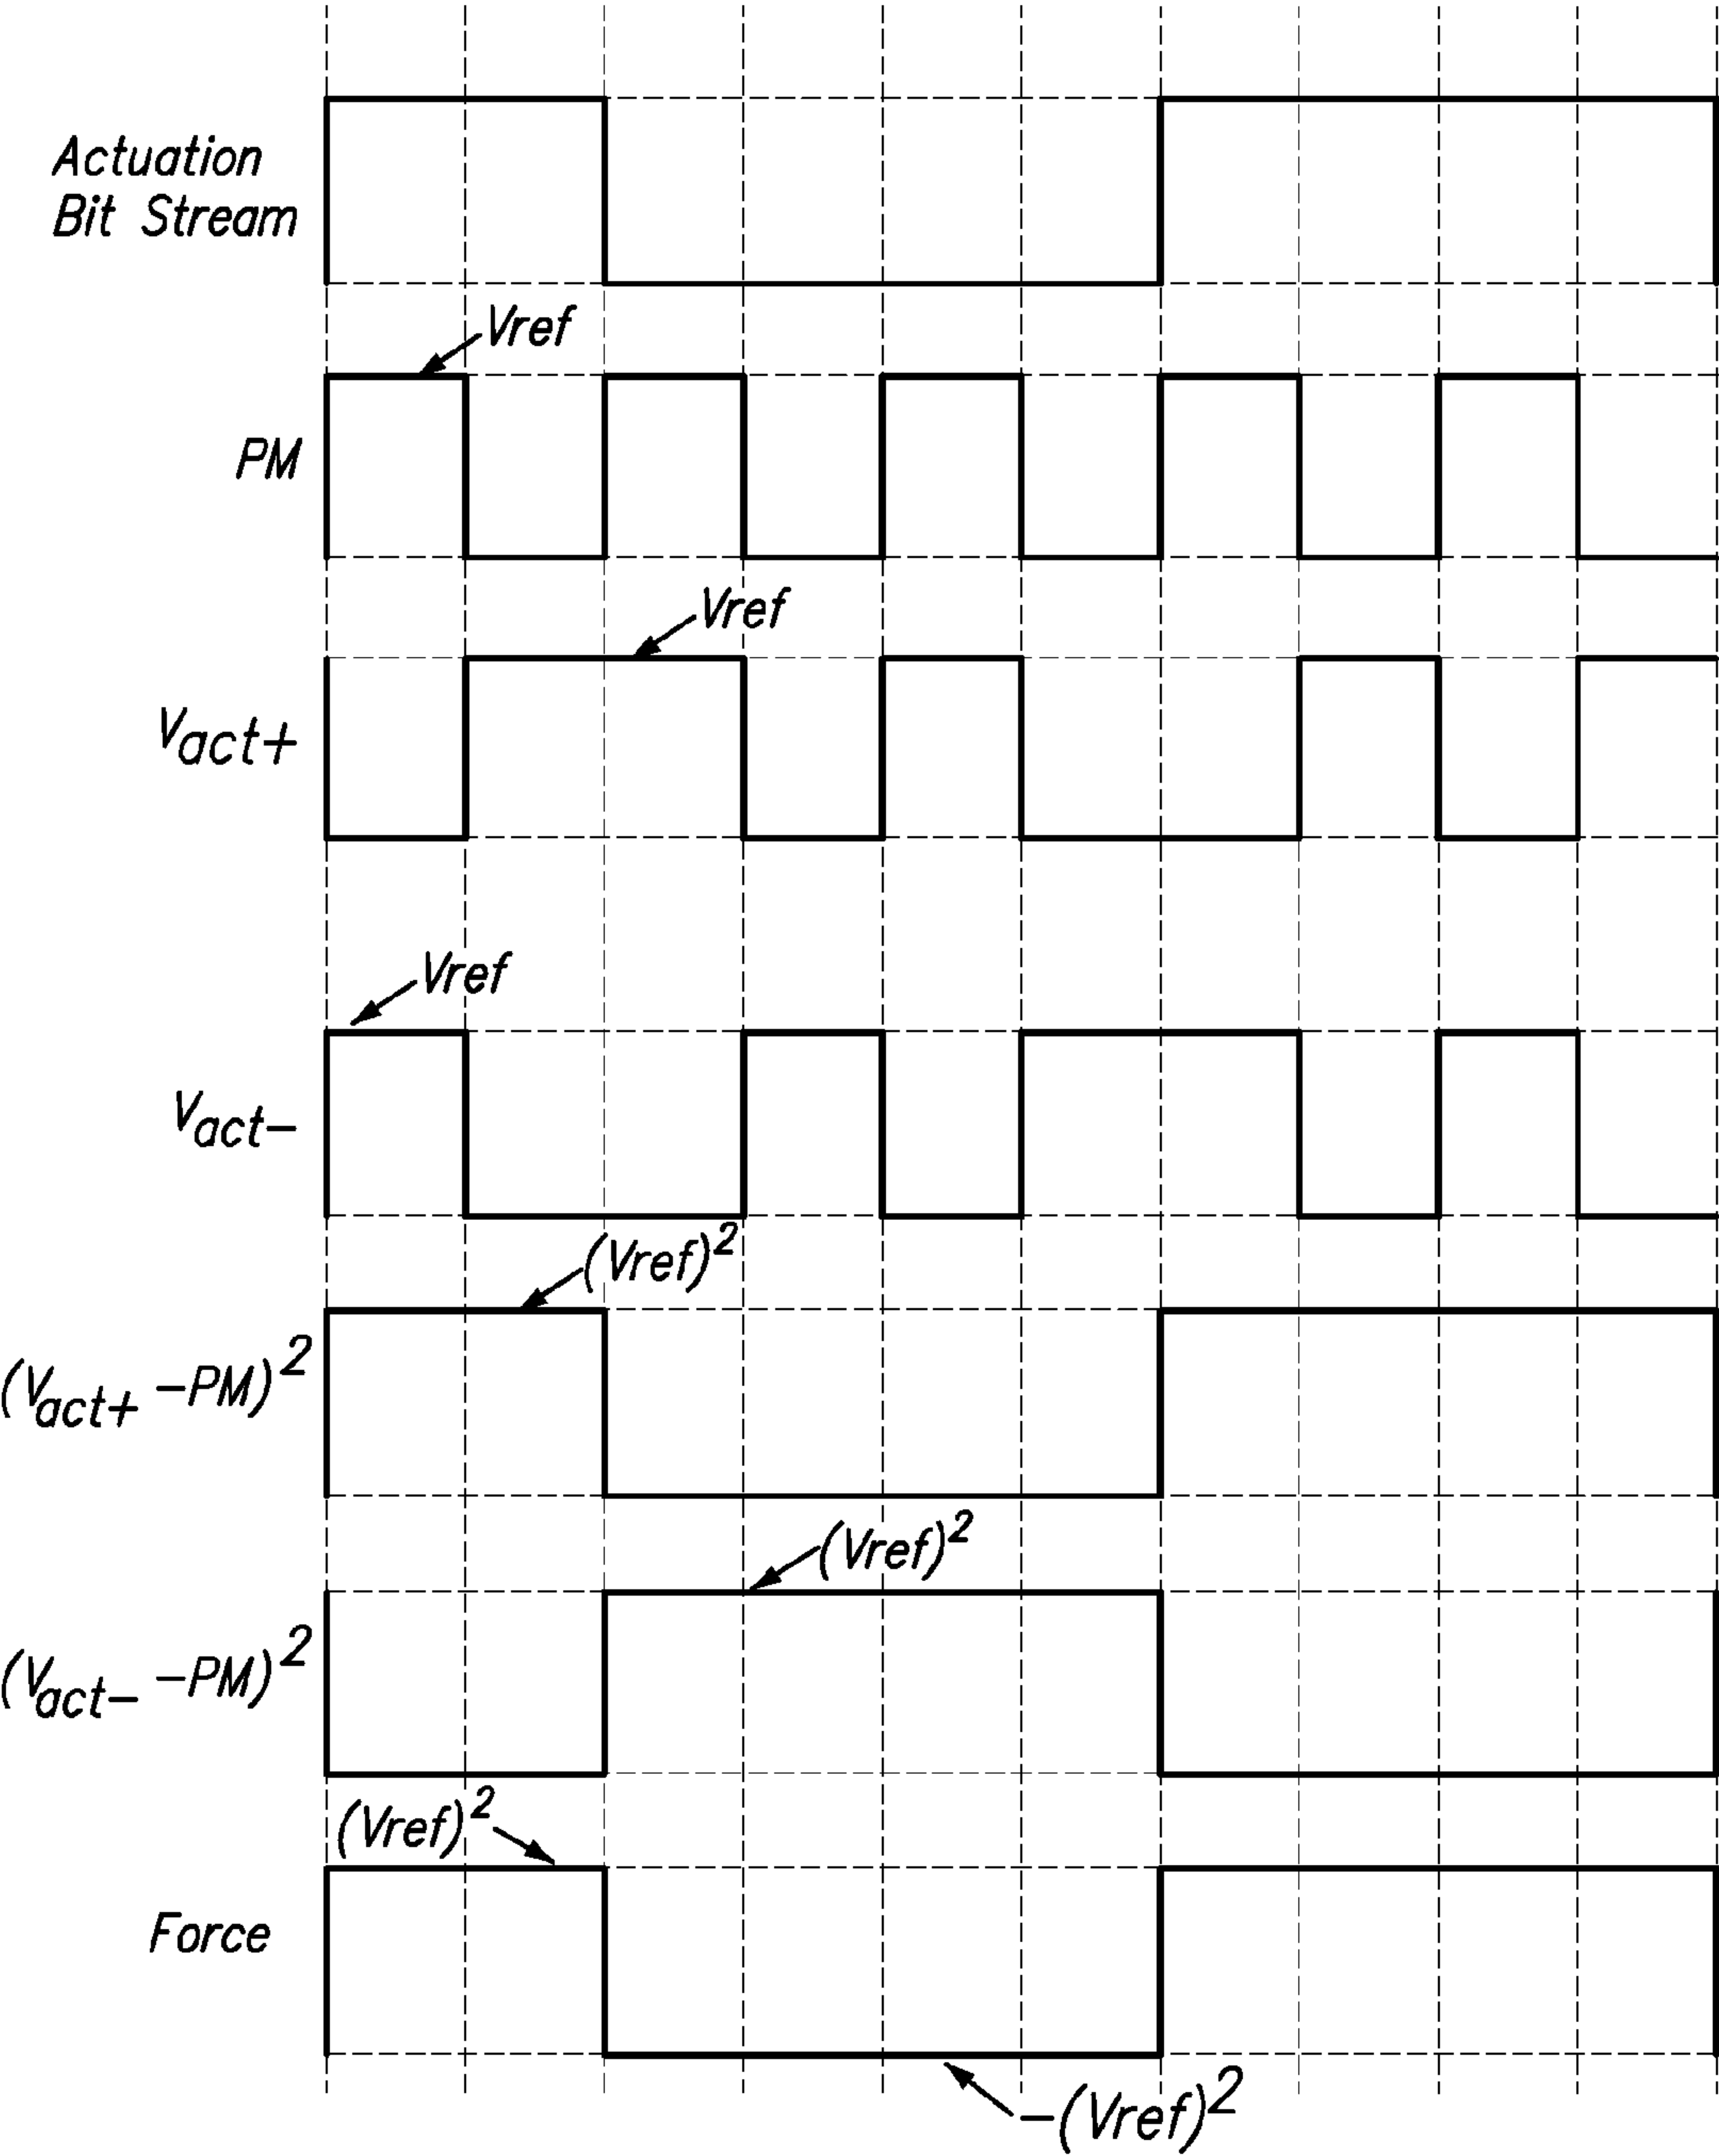 Actuation
Bit Stream
Vref
PM
Vref
Vact+
Vref
Vact-
(Vref)2
(Vact+ -PM)2
(Vref)2
(Vact- -PM)2
(Vref)2
Force
-(Vref)2